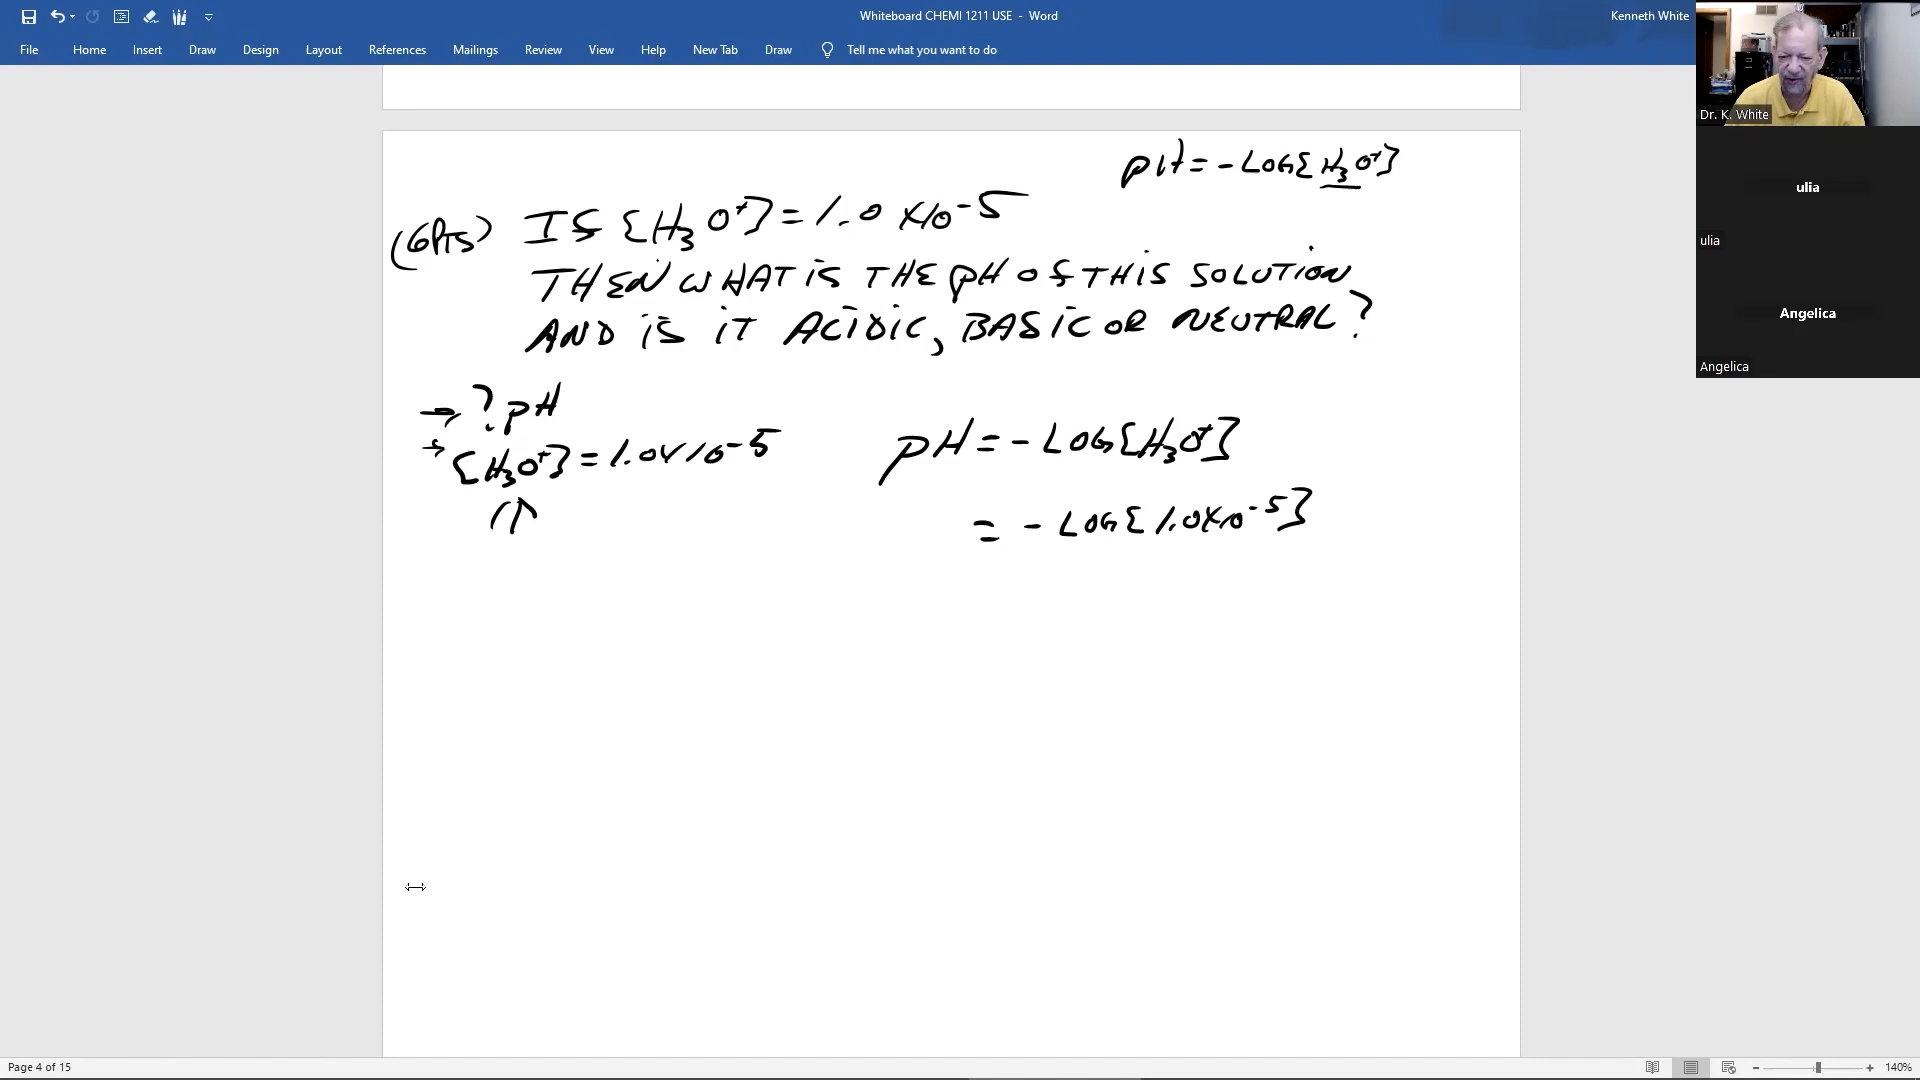 Whiteboard CHEMI 1211 USE - Word
Kenneth White
File Home Insert Draw Design Layout References Mailings Review View Help New Tab Draw Tell me what you want to do
Dr. K. White
ulia
ulia
Angelica
Angelica
pH = - LOG[H3O+]
(6PTS) IF [H3O+] = 1.0 x10-5
THEN WHAT IS THE pH OF THIS SOLUTION
AND IS IT ACIDIC, BASIC OR NEUTRAL?
→ ? pH
→ [H3O+] = 1.0x10-5
pH = - LOG[H3O+]
= - LOG[1.0x10-5]
Page 4 of 15
140%